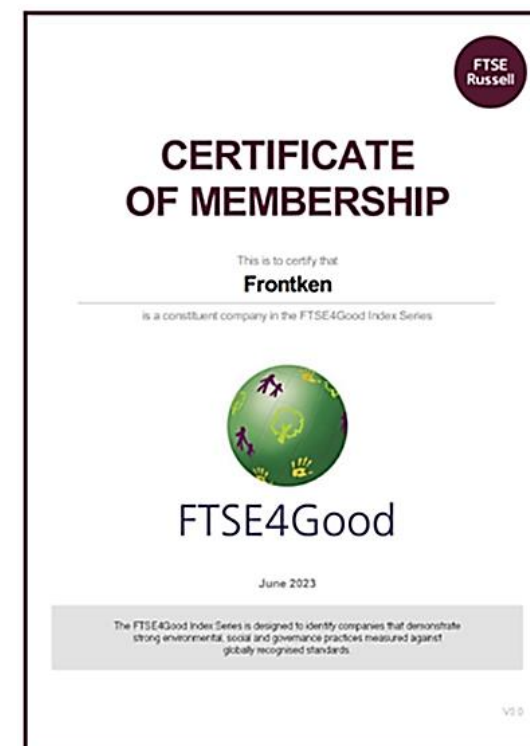 FTSE
Russell
CERTIFICATE
OF MEMBERSHIP
This is to certify that
Frontken
is a constituent company in the FTSE4Good Index Series
FTSE4Good
June 2023
The FTSE4Good Index Series is designed to identify companies that demonstrate
strong environmental, social and governance practices measured against
globally recognised standards.